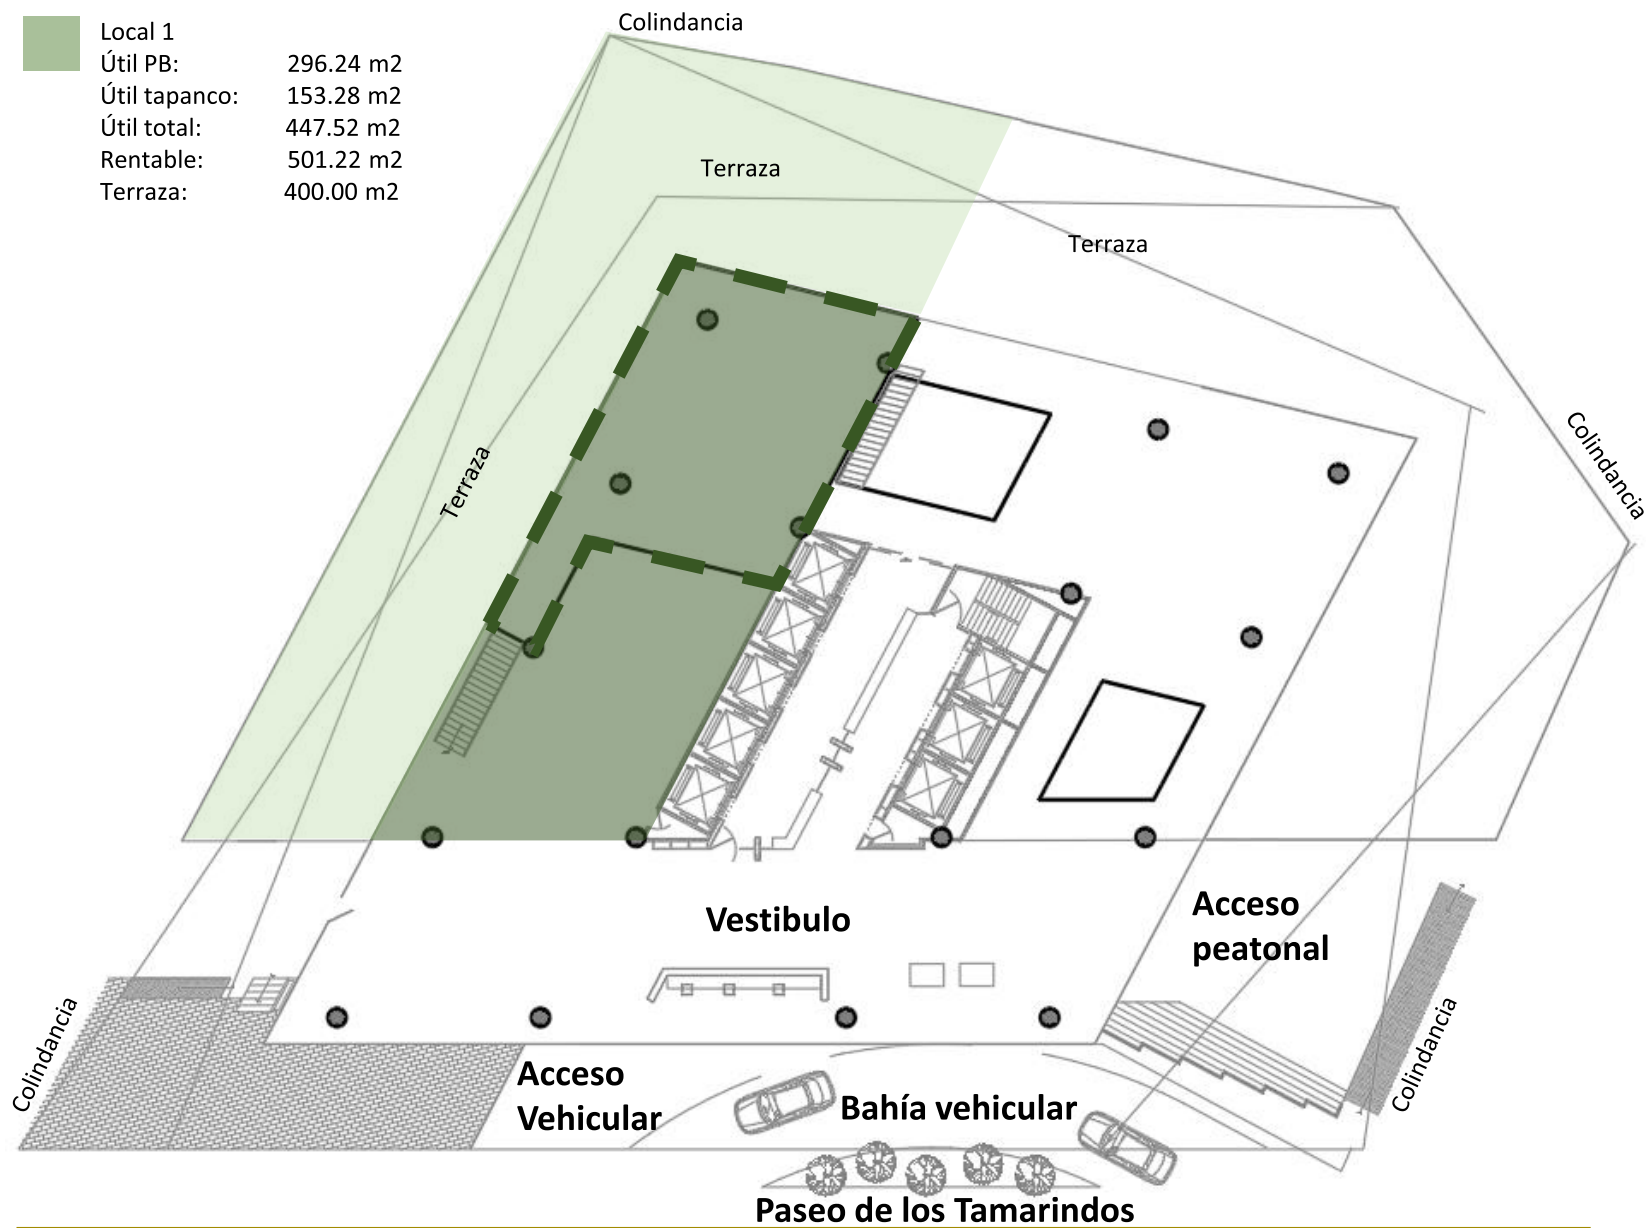 Colindancia
Local 1
Útil PB: 296.24 m2
Útil tapanco: 153.28 m2
Útil total: 447.52 m2
Rentable: 501.22 m2
Terraza: 400.00 m2
Terraza
Terraza
Terraza
Colindancia
Vestibulo
Acceso
peatonal
Colindancia
Colindancia
Acceso
Vehicular
Bahía vehicular
Paseo de los Tamarindos